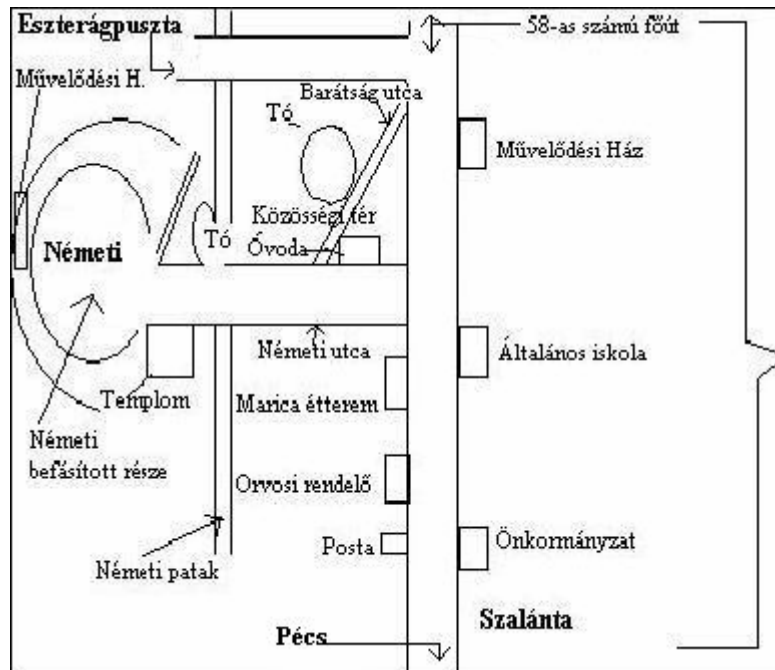 Eszterágpuszta
58-as számú főút
Művelődési H.
Barátság utca
Tó
Művelődési Ház
Közösségi tér
Németi
Tó
Óvoda
Németi utca
Általános iskola
Templom
Marica étterem
Németi
befásított része
Orvosi rendelő
Posta
Önkormányzat
Németi patak
Pécs
Szalánta